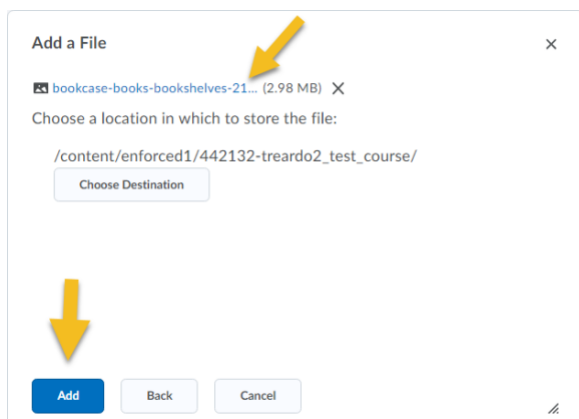 Add a File
bookcase-books-bookshelves-21... (2.98 MB)
Choose a location in which to store the file:
/content/enforced1/442132-treardo2_test_course/
Choose Destination
Add Back Cancel